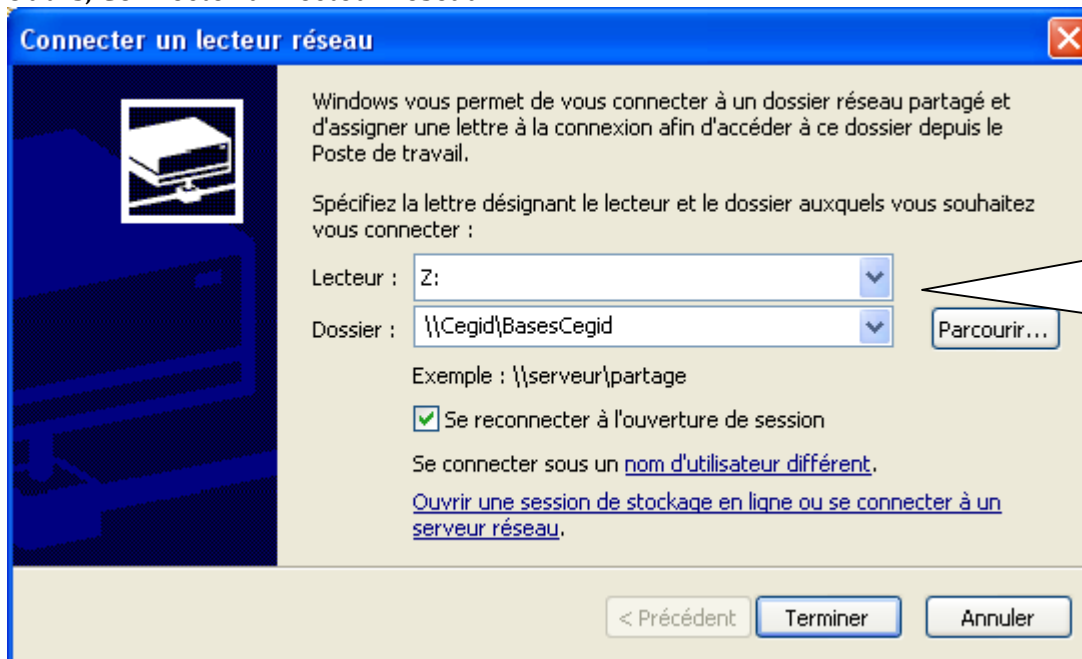 Connecter un lecteur réseau
Windows vous permet de vous connecter à un dossier réseau partagé et
d'assigner une lettre à la connexion afin d'accéder à ce dossier depuis le
Poste de travail.
Spécifiez la lettre désignant le lecteur et le dossier auxquels vous souhaitez
vous connecter :
Lecteur : Z:
Dossier : \\Cegid\BasesCegid Parcourir...
Exemple : \\serveur\partage
Se reconnecter à l'ouverture de session
Se connecter sous un nom d'utilisateur différent.
Ouvrir une session de stockage en ligne ou se connecter à un
serveur réseau.
< Précédent Terminer Annuler